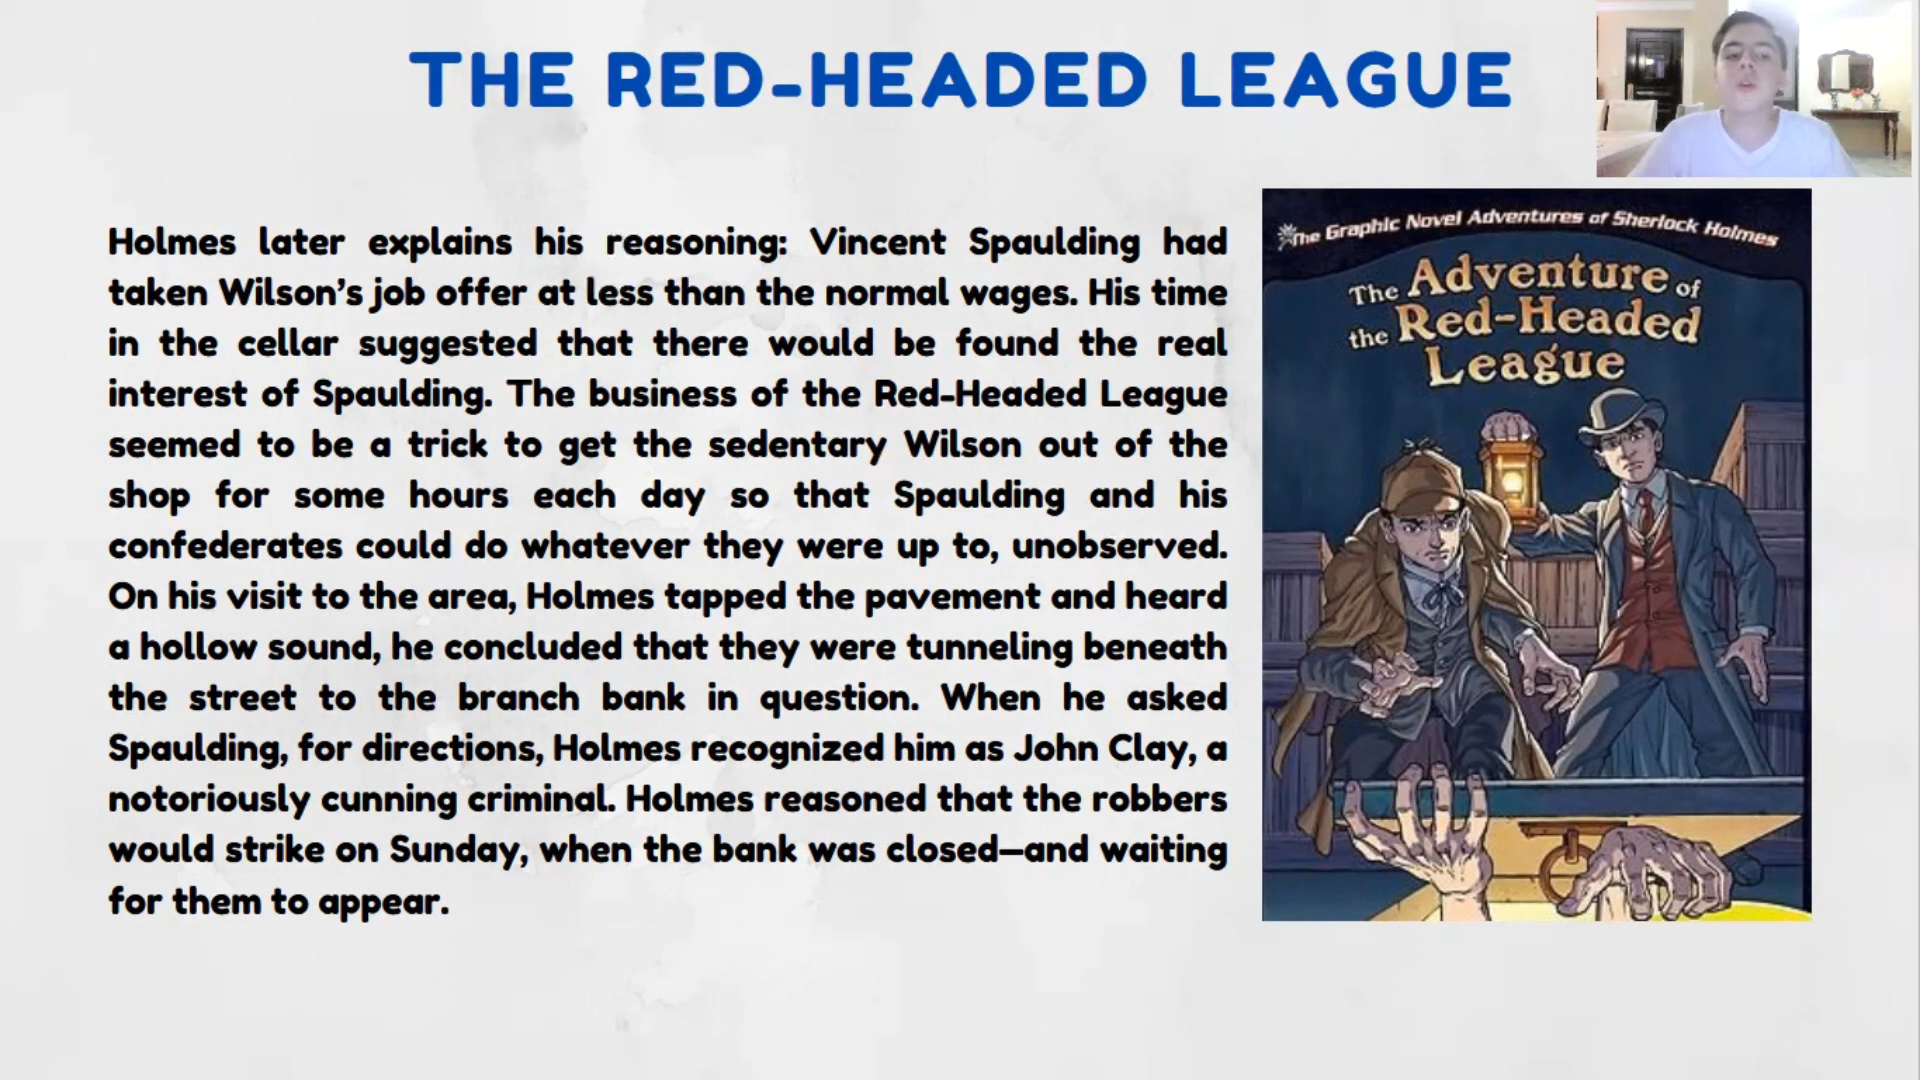 THE RED-HEADED LEAGUE
Holmes later explains his reasoning: Vincent Spaulding had
taken Wilson’s job offer at less than the normal wages. His time
in the cellar suggested that there would be found the real
interest of Spaulding. The business of the Red-Headed League
seemed to be a trick to get the sedentary Wilson out of the
shop for some hours each day so that Spaulding and his
confederates could do whatever they were up to, unobserved.
On his visit to the area, Holmes tapped the pavement and heard
a hollow sound, he concluded that they were tunneling beneath
the street to the branch bank in question. When he asked
Spaulding, for directions, Holmes recognized him as John Clay, a
notoriously cunning criminal. Holmes reasoned that the robbers
would strike on Sunday, when the bank was closed—and waiting
for them to appear.
The Graphic Novel Adventures of Sherlock Holmes
The Adventure of
the Red-Headed
League